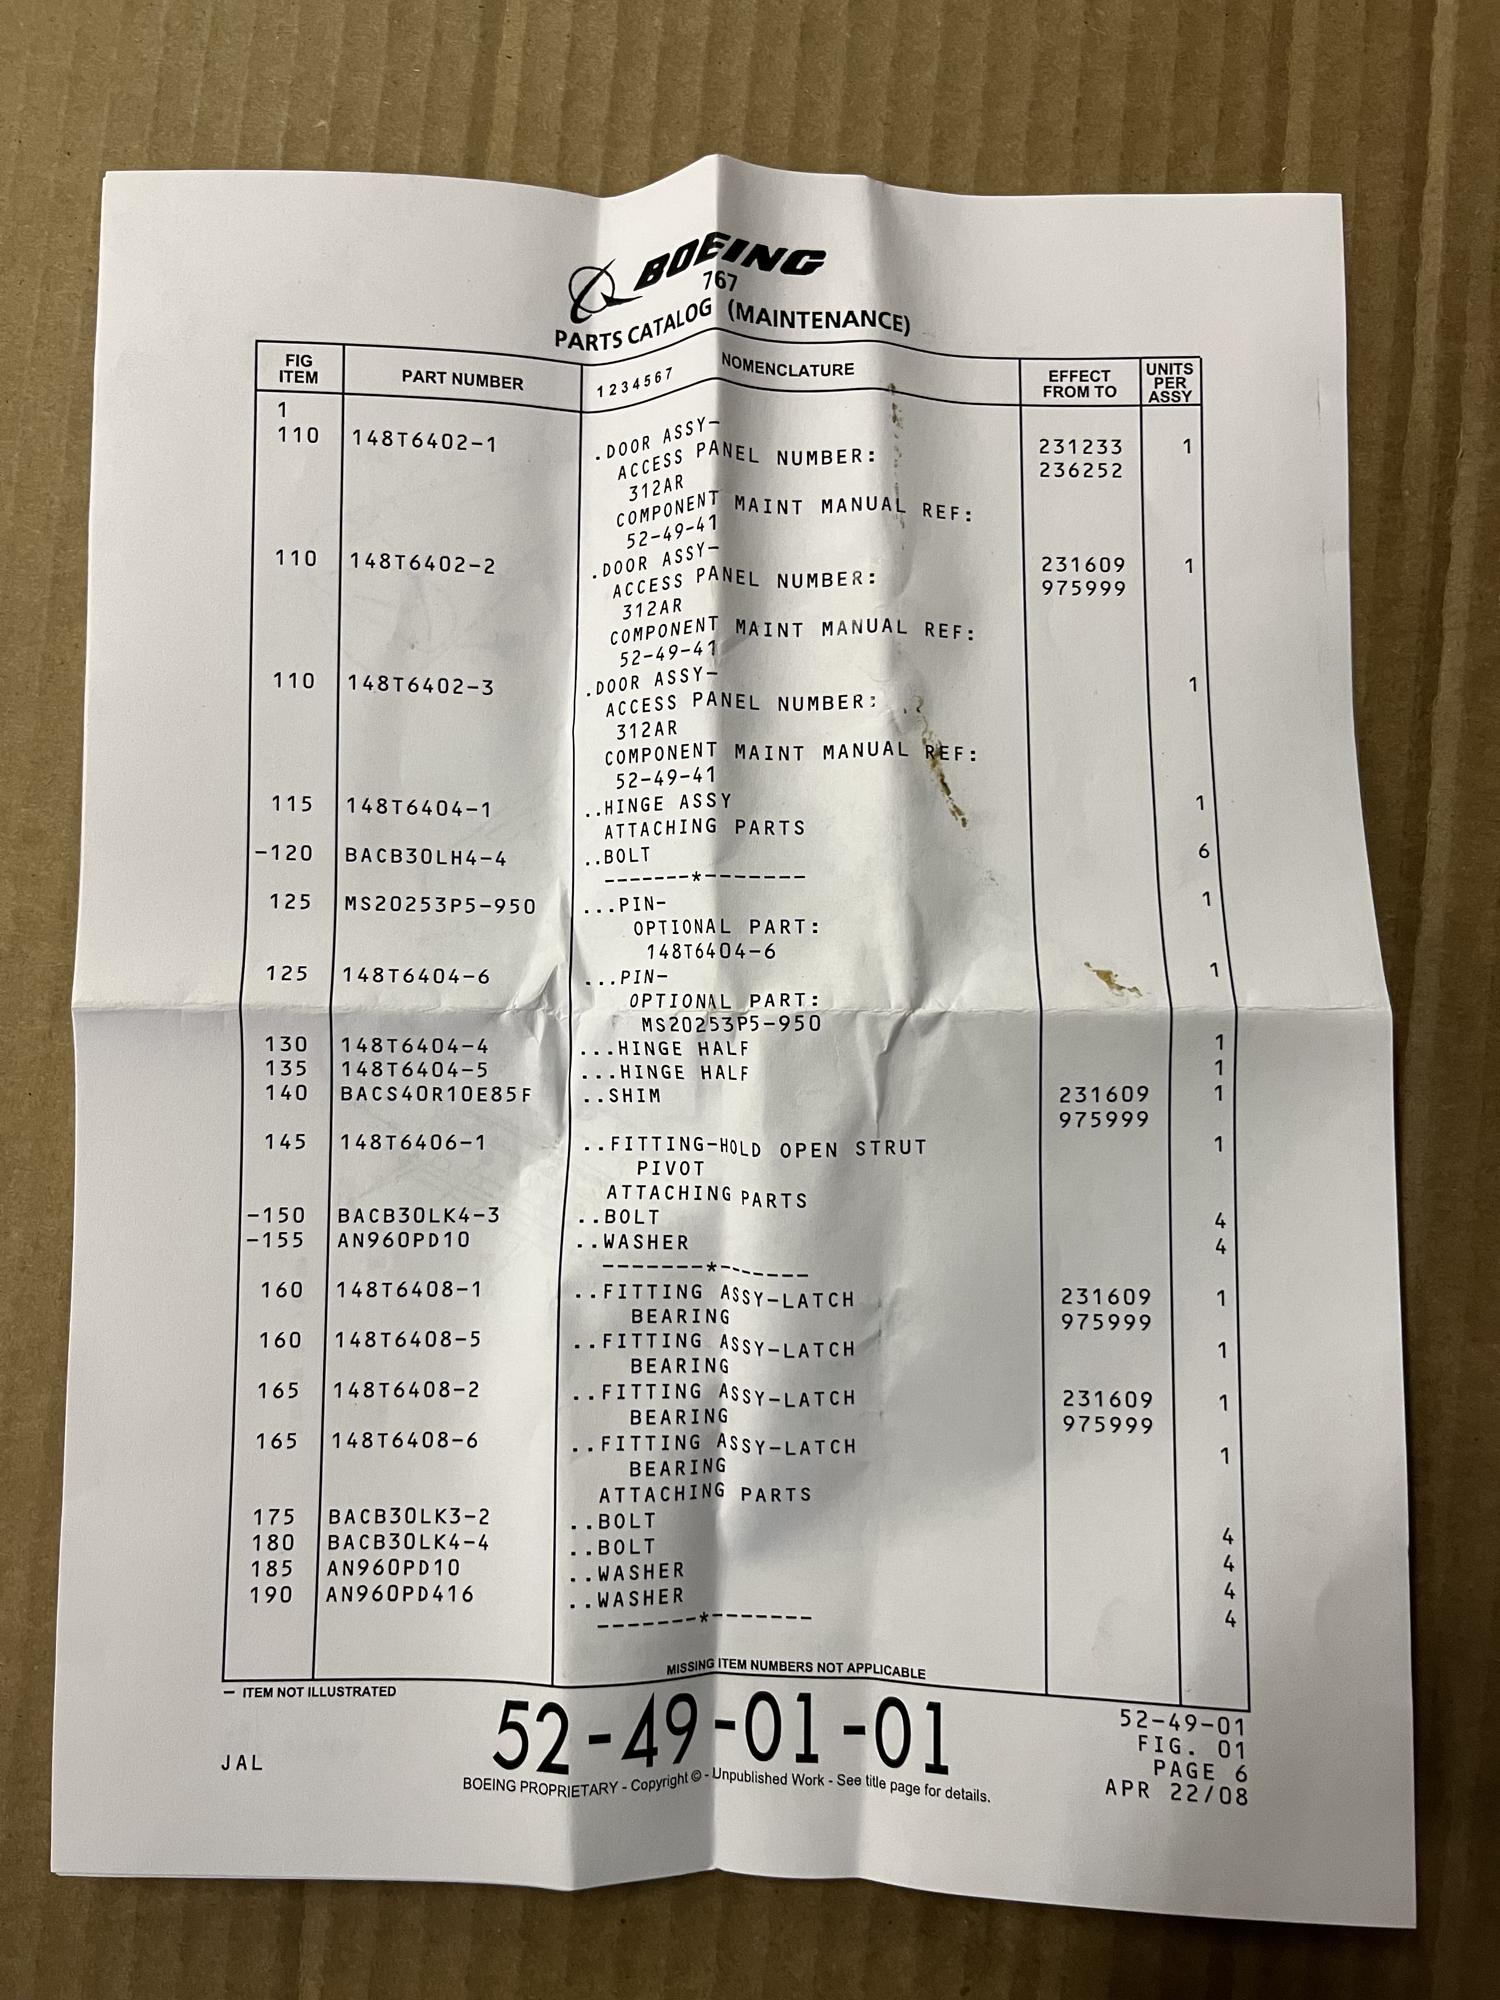 BOEING
767
PARTS CATALOG (MAINTENANCE)
FIG ITEM PART NUMBER 1234567 NOMENCLATURE EFFECT FROM TO UNITS PER ASSY
1
110 148T6402-1 .DOOR ASSY- 231233 1
ACCESS PANEL NUMBER: 236252
312AR
COMPONENT MAINT MANUAL REF:
52-49-41
110 148T6402-2 .DOOR ASSY- 231609 1
ACCESS PANEL NUMBER: 975999
312AR
COMPONENT MAINT MANUAL REF:
52-49-41
110 148T6402-3 .DOOR ASSY- 1
ACCESS PANEL NUMBER:
312AR
COMPONENT MAINT MANUAL REF:
52-49-41
115 148T6404-1 ..HINGE ASSY 1
ATTACHING PARTS
-120 BACB30LH4-4 ..BOLT 6
-------*-------
125 MS20253P5-950 ...PIN- 1
OPTIONAL PART:
148T6404-6
125 148T6404-6 ...PIN- 1
OPTIONAL PART:
MS20253P5-950
130 148T6404-4 ...HINGE HALF 1
135 148T6404-5 ...HINGE HALF 1
140 BACS40R10E85F ..SHIM 231609 1
975999
145 148T6406-1 ..FITTING-HOLD OPEN STRUT 1
PIVOT
ATTACHING PARTS
-150 BACB30LK4-3 ..BOLT 4
-155 AN960PD10 ..WASHER 4
-------*-------
160 148T6408-1 ..FITTING ASSY-LATCH 231609 1
BEARING 975999
160 148T6408-5 ..FITTING ASSY-LATCH 1
BEARING
165 148T6408-2 ..FITTING ASSY-LATCH 231609 1
BEARING 975999
165 148T6408-6 ..FITTING ASSY-LATCH 1
BEARING
ATTACHING PARTS
175 BACB30LK3-2 ..BOLT 4
180 BACB30LK4-4 ..BOLT 4
185 AN960PD10 ..WASHER 4
190 AN960PD416 ..WASHER 4
-------*-------
MISSING ITEM NUMBERS NOT APPLICABLE
- ITEM NOT ILLUSTRATED
52-49-01-01
JAL
BOEING PROPRIETARY - Copyright © - Unpublished Work - See title page for details.
52-49-01
FIG. 01
PAGE 6
APR 22/08